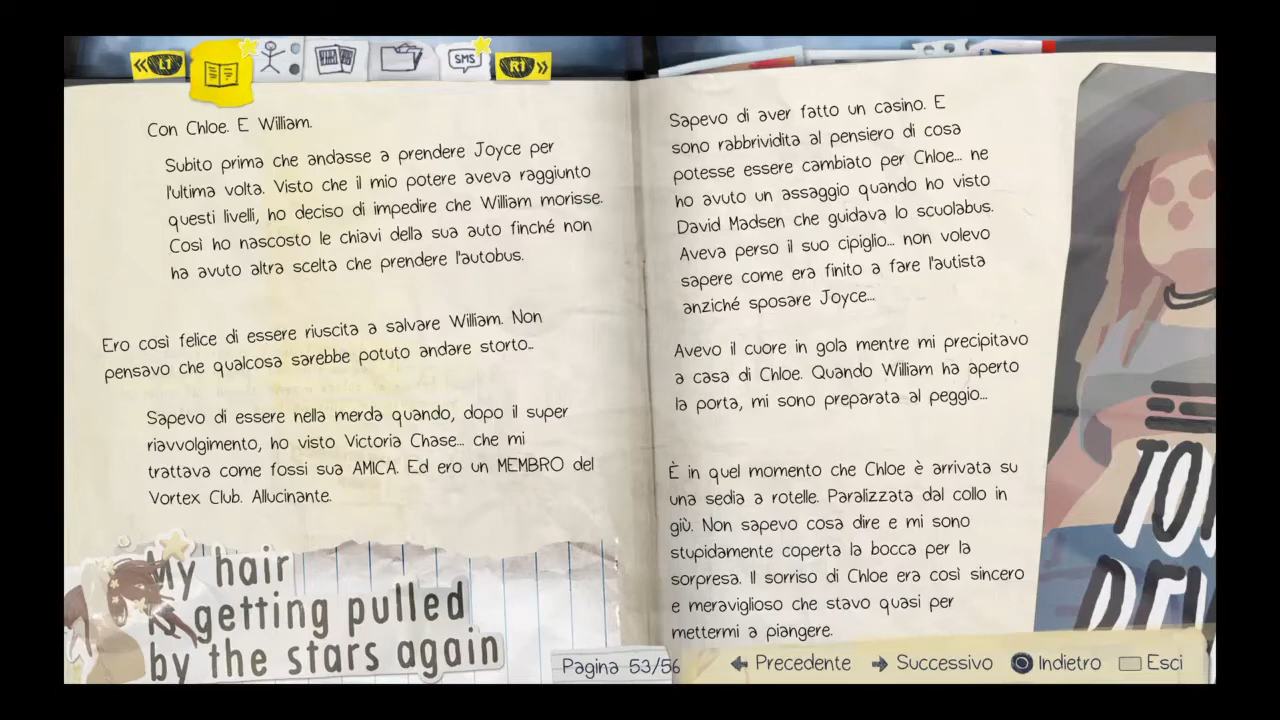 L1
SMS
R1
Con Chloe. E William.
Subito prima che andasse a prendere Joyce per
l'ultima volta. Visto che il mio potere aveva raggiunto
questi livelli, ho deciso di impedire che William morisse.
Così ho nascosto le chiavi della sua auto finché non
ha avuto altra scelta che prendere l'autobus.
Ero così felice di essere riuscita a salvare William. Non
pensavo che qualcosa sarebbe potuto andare storto..
Sapevo di essere nella merda quando, dopo il super
riavvolgimento, ho visto Victoria Chase... che mi
trattava come fossi sua AMICA. Ed ero un MEMBRO del
Vortex Club. Allucinante.
My hair
is getting pulled
by the stars again
Sapevo di aver fatto un casino. E
sono rabbrividita al pensiero di cosa
potesse essere cambiato per Chloe... ne
ho avuto un assaggio quando ho visto
David Madsen che guidava lo scuolabus.
Aveva perso il suo cipiglio... non volevo
sapere come era finito a fare l'autista
anziché sposare Joyce...
Avevo il cuore in gola mentre mi precipitavo
a casa di Chloe. Quando William ha aperto
la porta, mi sono preparata al peggio...
È in quel momento che Chloe è arrivata su
una sedia a rotelle. Paralizzata dal collo in
giù. Non sapevo cosa dire e mi sono
stupidamente coperta la bocca per la
sorpresa. Il sorriso di Chloe era così sincero
e meraviglioso che stavo quasi per
mettermi a piangere.
Pagina 53/56
Precedente Successivo Indietro Esci